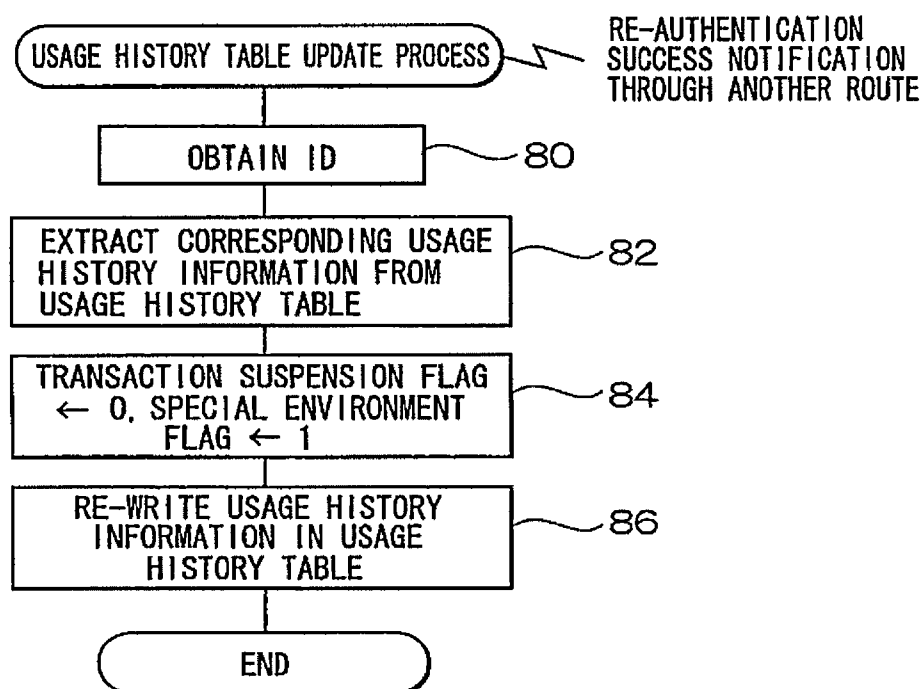 USAGE HISTORY TABLE UPDATE PROCESS
RE-AUTHENTICATION
SUCCESS NOTIFICATION
THROUGH ANOTHER ROUTE
OBTAIN ID
80
EXTRACT CORRESPONDING USAGE
HISTORY INFORMATION FROM
USAGE HISTORY TABLE
82
TRANSACTION SUSPENSION FLAG
← 0, SPECIAL ENVIRONMENT
FLAG ← 1
84
RE-WRITE USAGE HISTORY
INFORMATION IN USAGE
HISTORY TABLE
86
END